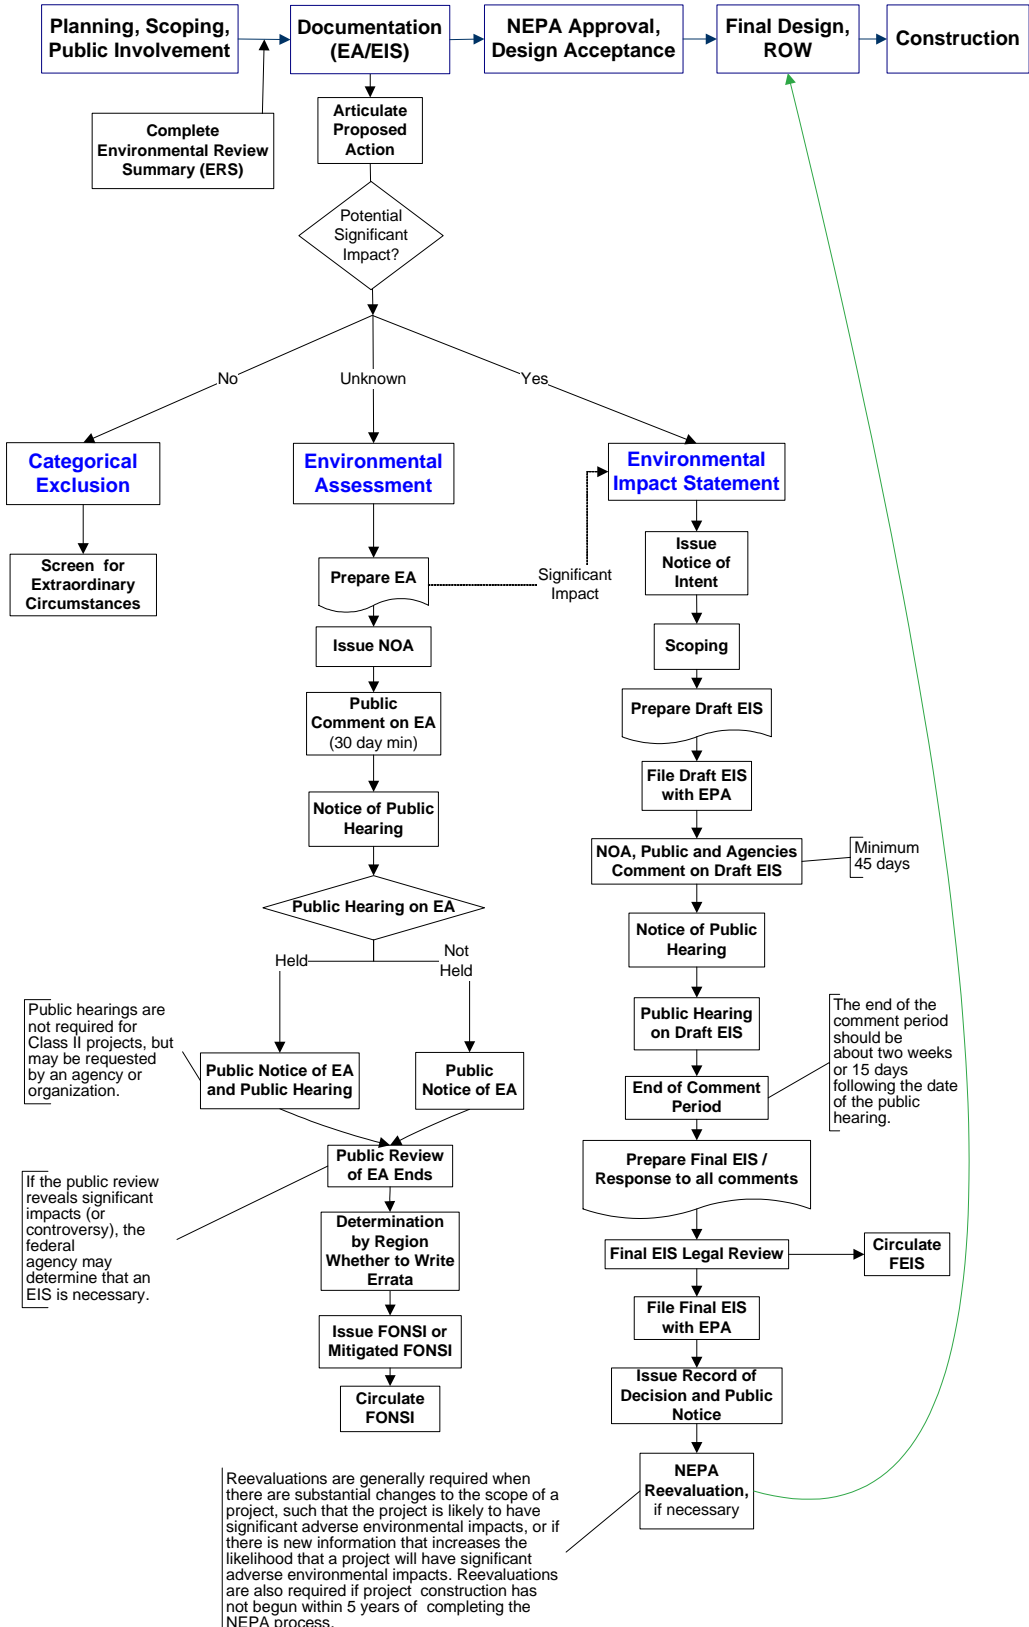 Planning, Scoping,
Public Involvement
Documentation
(EA/EIS)
NEPA Approval,
Design Acceptance
Final Design,
ROW
Construction
Complete
Environmental Review
Summary (ERS)
Articulate
Proposed
Action
Potential
Significant
Impact?
No
Unknown
Yes
Categorical
Exclusion
Environmental
Assessment
Environmental
Impact Statement
Screen for
Extraordinary
Circumstances
Prepare EA
Significant
Impact
Issue
Notice of
Intent
Issue NOA
Scoping
Public
Comment on EA
(30 day min)
Prepare Draft EIS
Notice of Public
Hearing
File Draft EIS
with EPA
NOA, Public and Agencies
Comment on Draft EIS
Minimum
45 days
Public Hearing on EA
Notice of Public
Hearing
Held
Not
Held
Public hearings are
not required for
Class II projects, but
may be requested
by an agency or
organization.
Public Notice of EA
and Public Hearing
Public
Notice of EA
Public Hearing
on Draft EIS
The end of the
comment period
should be
about two weeks
or 15 days
following the date
of the public
hearing.
End of Comment
Period
Public Review
of EA Ends
Prepare Final EIS /
Response to all comments
If the public review
reveals significant
impacts (or
controversy), the
federal
agency may
determine that an
EIS is necessary.
Determination
by Region
Whether to Write
Errata
Final EIS Legal Review
Circulate
FEIS
Issue FONSI or
Mitigated FONSI
File Final EIS
with EPA
Circulate
FONSI
Issue Record of
Decision and Public
Notice
NEPA
Reevaluation,
if necessary
Reevaluations are generally required when
there are substantial changes to the scope of a
project, such that the project is likely to have
significant adverse environmental impacts, or if
there is new information that increases the
likelihood that a project will have significant
adverse environmental impacts. Reevaluations
are also required if project construction has
not begun within 5 years of completing the
NEPA process.